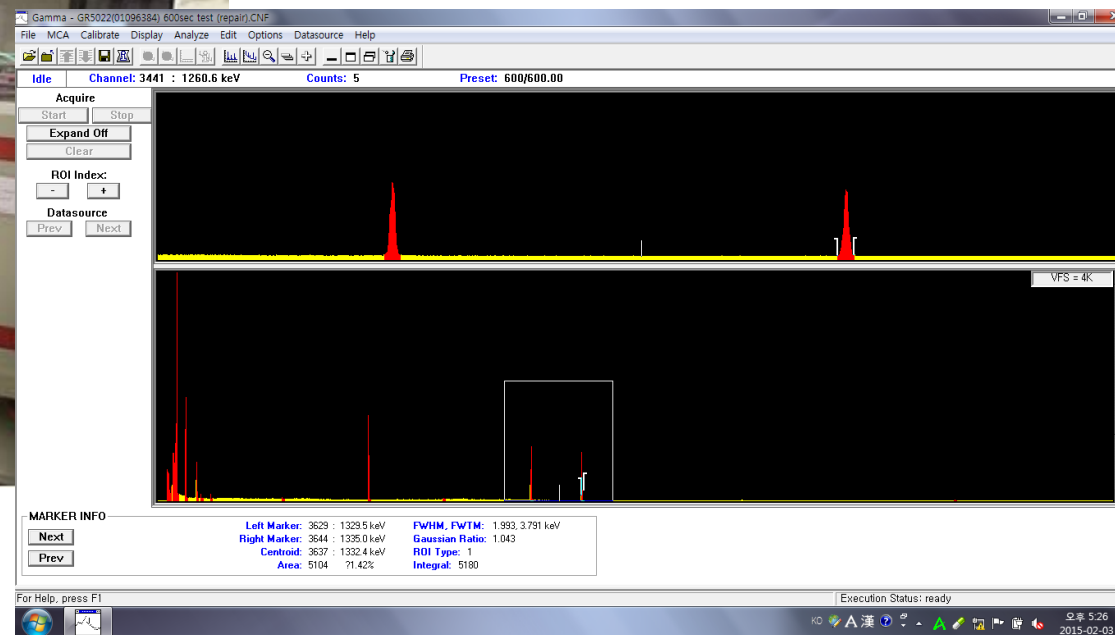 Gamma - GR5022(01096384) 600sec test (repair).CNF
File MCA Calibrate Display Analyze Edit Options Datasource Help
Idle Channel: 3441 : 1260.6 keV Counts: 5 Preset: 600/600.00
Acquire
Start Stop
Expand Off
Clear
ROI Index:
- +
Datasource
Prev Next
VFS = 4K
MARKER INFO
Next
Prev
Left Marker: 3629 : 1329.5 keV FWHM, FWTM: 1.993, 3.791 keV
Right Marker: 3644 : 1335.0 keV Gaussian Ratio: 1.043
Centroid: 3637 : 1332.4 keV ROI Type: 1
Area: 5104 ?1.42% Integral: 5180
For Help, press F1 Execution Status: ready
KO A 漢 오후 5:26
2015-02-03